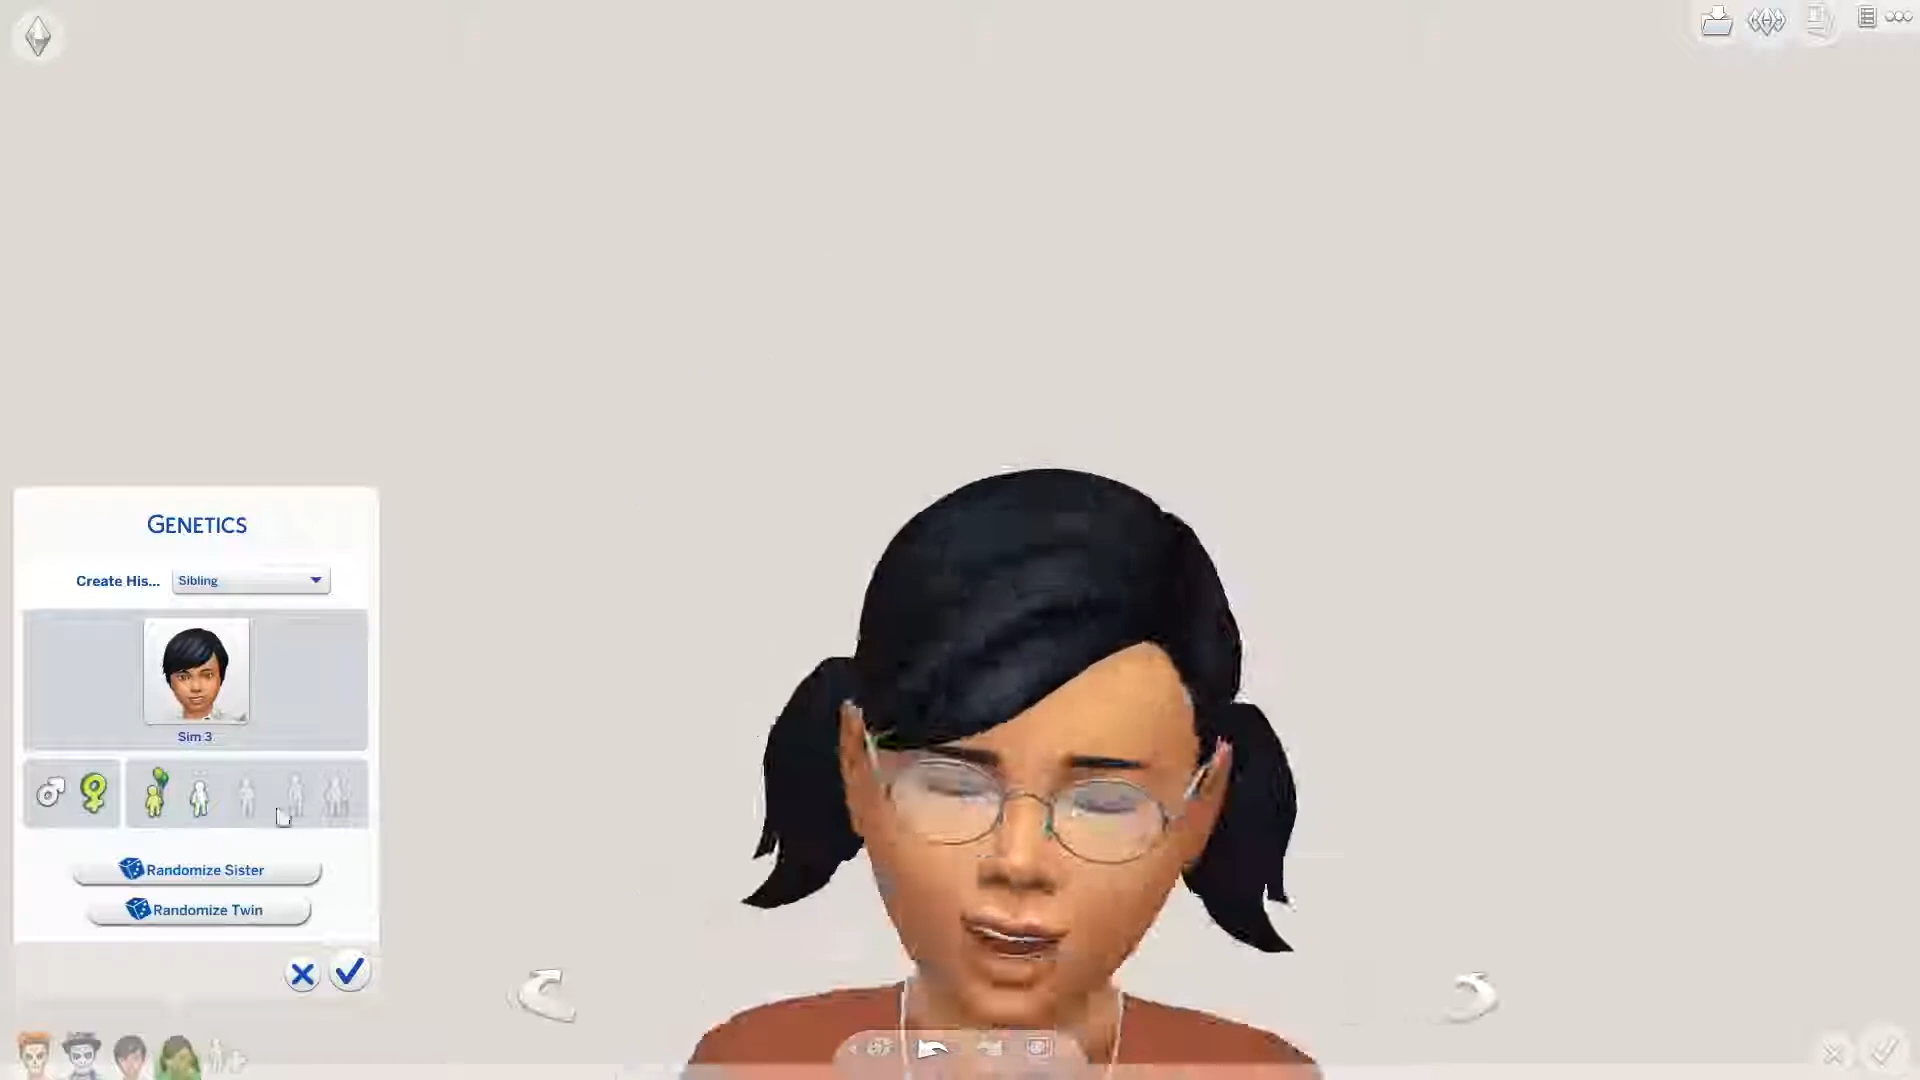 GENETICS
Create His...
Sibling
Sim 3
Randomize Sister
Randomize Twin